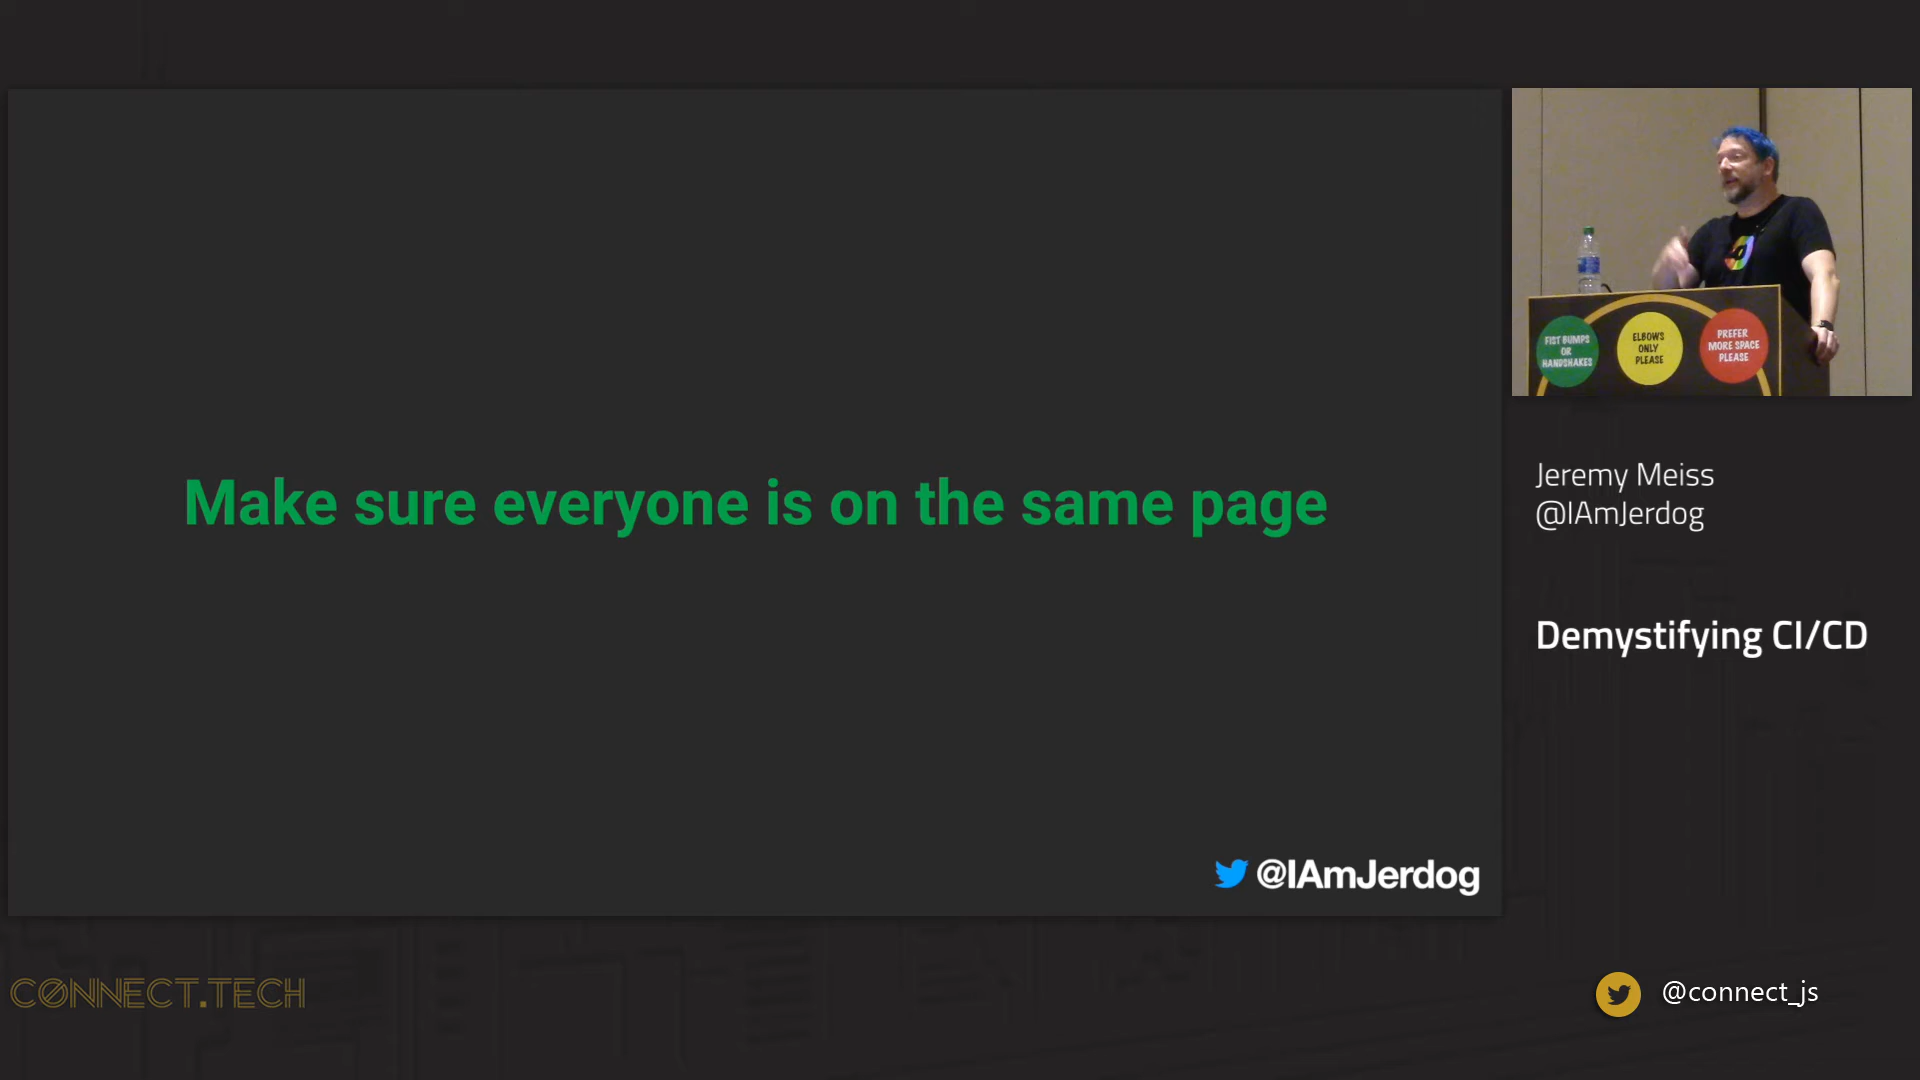 Make sure everyone is on the same page
@IAmJerdog
FIST BUMPS
OR
HANDSHAKES
ELBOWS
ONLY
PLEASE
PREFER
MORE SPACE
PLEASE
Jeremy Meiss
@IAmJerdog
Demystifying CI/CD
CONNECT.TECH
@connect_js